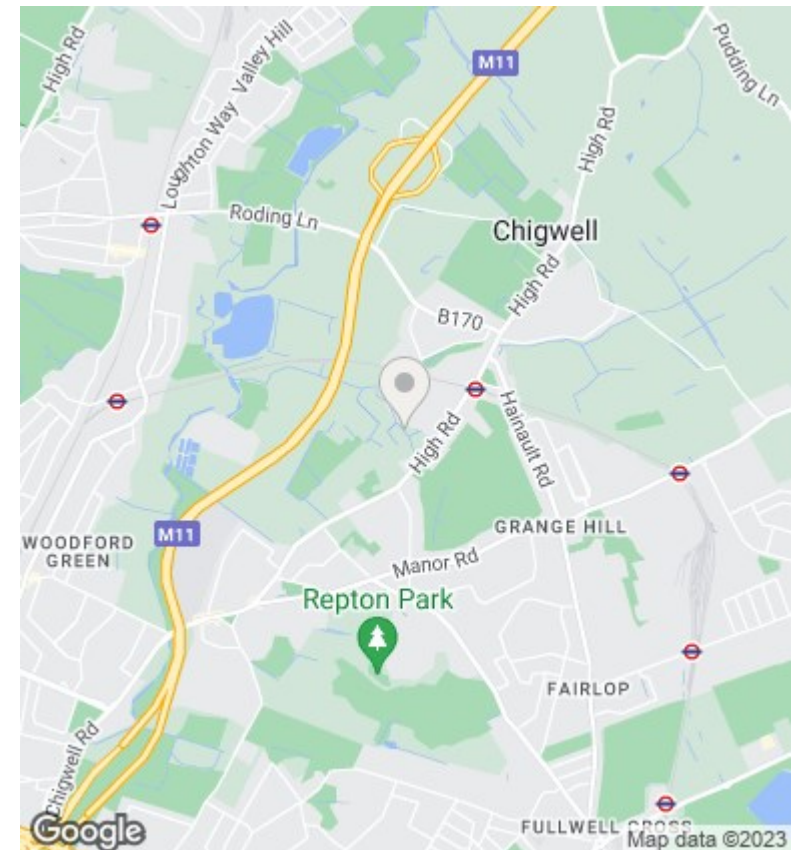 High Rd
Valley Hill
M11
Pudding Ln
Loughton Way
High Rd
Roding Ln
Chigwell
High Rd
B170
Hainault Rd
High Rd
M11
WOODFORD
GREEN
GRANGE HILL
Manor Rd
Repton Park
FAIRLOP
Chigwell Rd
Google
FULLWELL CROSS
Map data ©2023